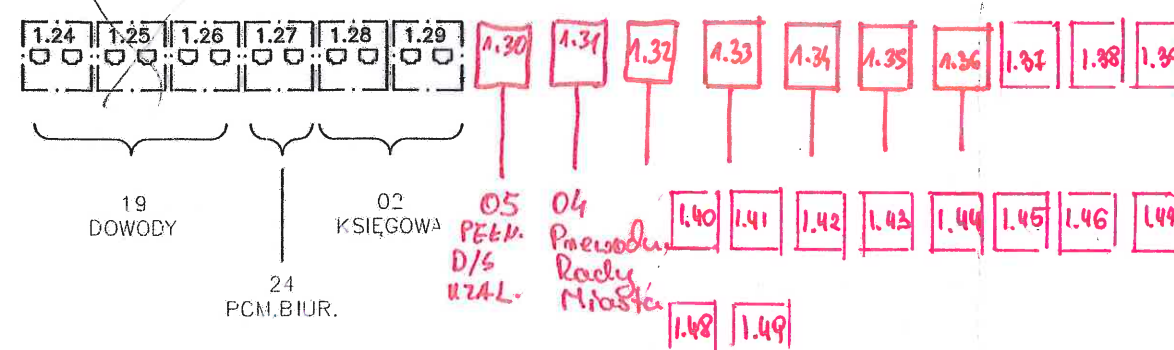 1.24 1.25 1.26 1.27 1.28 1.29 1.30 1.31 1.32 1.33 1.34 1.35 1.36 1.37 1.38
19
DOWODY
24
PCM.BIUR.
02
KSIĘGOWA
05
PEŁN.
D/S
UZAL.
04
Przewodn.
Rady
Miasta
1.40 1.41 1.42 1.43 1.44 1.45 1.46
1.48 1.49